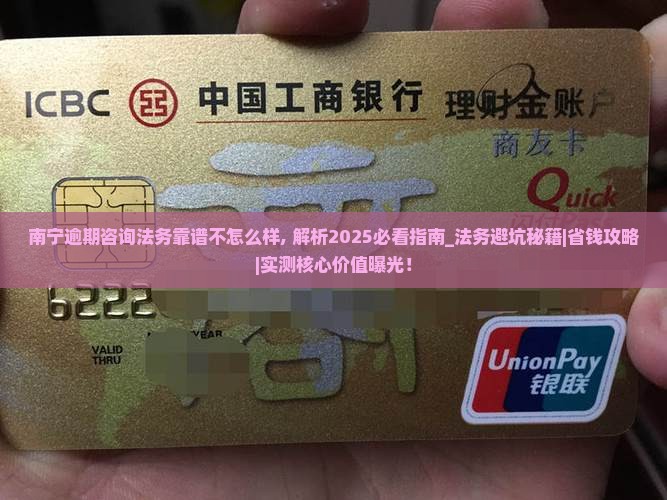 ICBC 中国工商银行 理财金账户
商友卡
Quick
南宁逾期咨询法务靠谱不怎么样, 解析2025必看指南_法务避坑秘籍|省钱攻略
|实测核心价值曝光！
6222
VALID
THRU
YEAR
UnionPay
银联